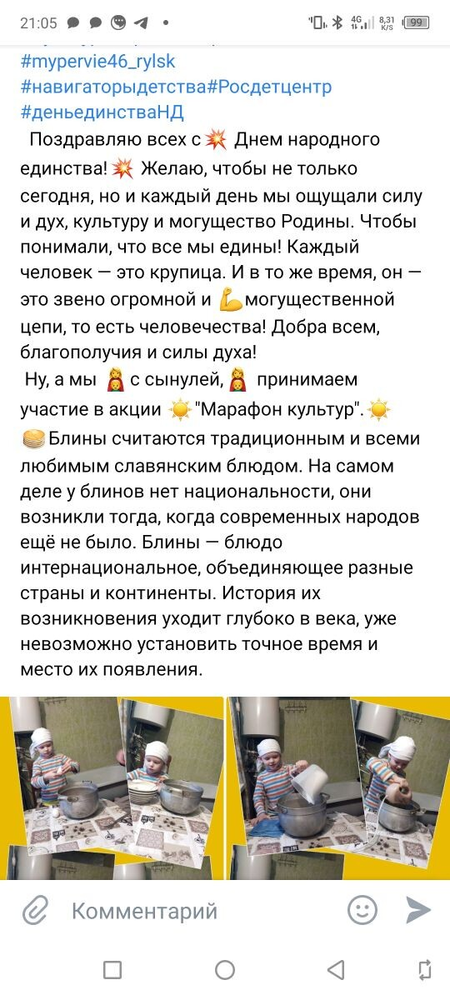 21:05
4G
8,31
K/S
99
#mypervie46_rylsk
#навигаторыдетства#Росдетцентр
#деньединстваНД
Поздравляю всех с💥 Днем народного
единства!💥 Желаю, чтобы не только
сегодня, но и каждый день мы ощущали силу
и дух, культуру и могущество Родины. Чтобы
понимали, что все мы едины! Каждый
человек — это крупица. И в то же время, он —
это звено огромной и 💪могущественной
цепи, то есть человечества! Добра всем,
благополучия и силы духа!
Ну, а мы 👩‍👦 с сынулей,👩‍👦 принимаем
участие в акции ☀️"Марафон культур".☀️
🥞Блины считаются традиционным и всеми
любимым славянским блюдом. На самом
деле у блинов нет национальности, они
возникли тогда, когда современных народов
ещё не было. Блины — блюдо
интернациональное, объединяющее разные
страны и континенты. История их
возникновения уходит глубоко в века, уже
невозможно установить точное время и
место их появления.
Комментарий